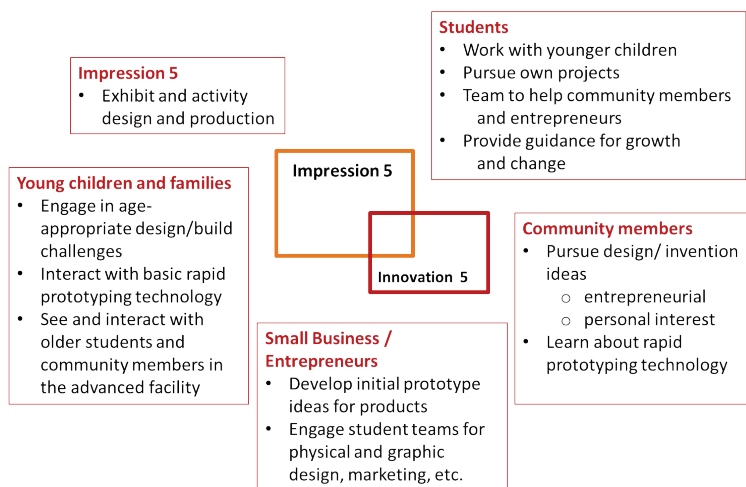 Students
• Work with younger children
• Pursue own projects
• Team to help community members
and entrepreneurs
• Provide guidance for growth
and change
Impression 5
• Exhibit and activity
design and production
Impression 5
Innovation 5
Young children and families
• Engage in age-
appropriate design/build
challenges
• Interact with basic rapid
prototyping technology
• See and interact with
older students and
community members in
the advanced facility
Community members
• Pursue design/ invention
ideas
o entrepreneurial
o personal interest
• Learn about rapid
prototyping technology
Small Business /
Entrepreneurs
• Develop initial prototype
ideas for products
• Engage student teams for
physical and graphic
design, marketing, etc.